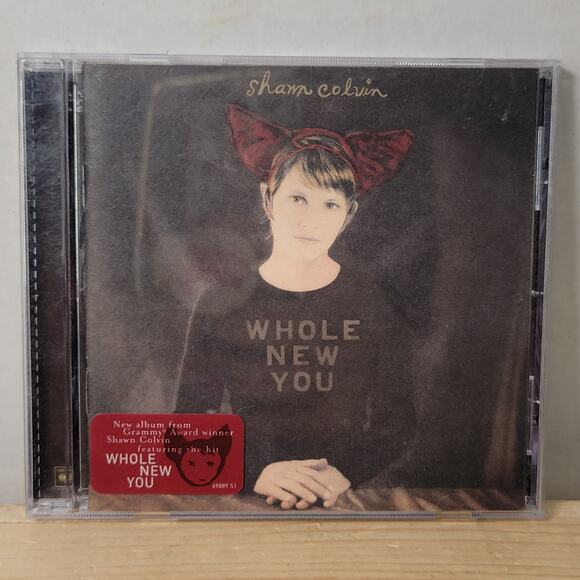 shawn colvin
WHOLE
NEW
YOU
New album from
Grammy® Award winner
Shawn Colvin
featuring the hit
WHOLE
NEW
YOU
69889 S1